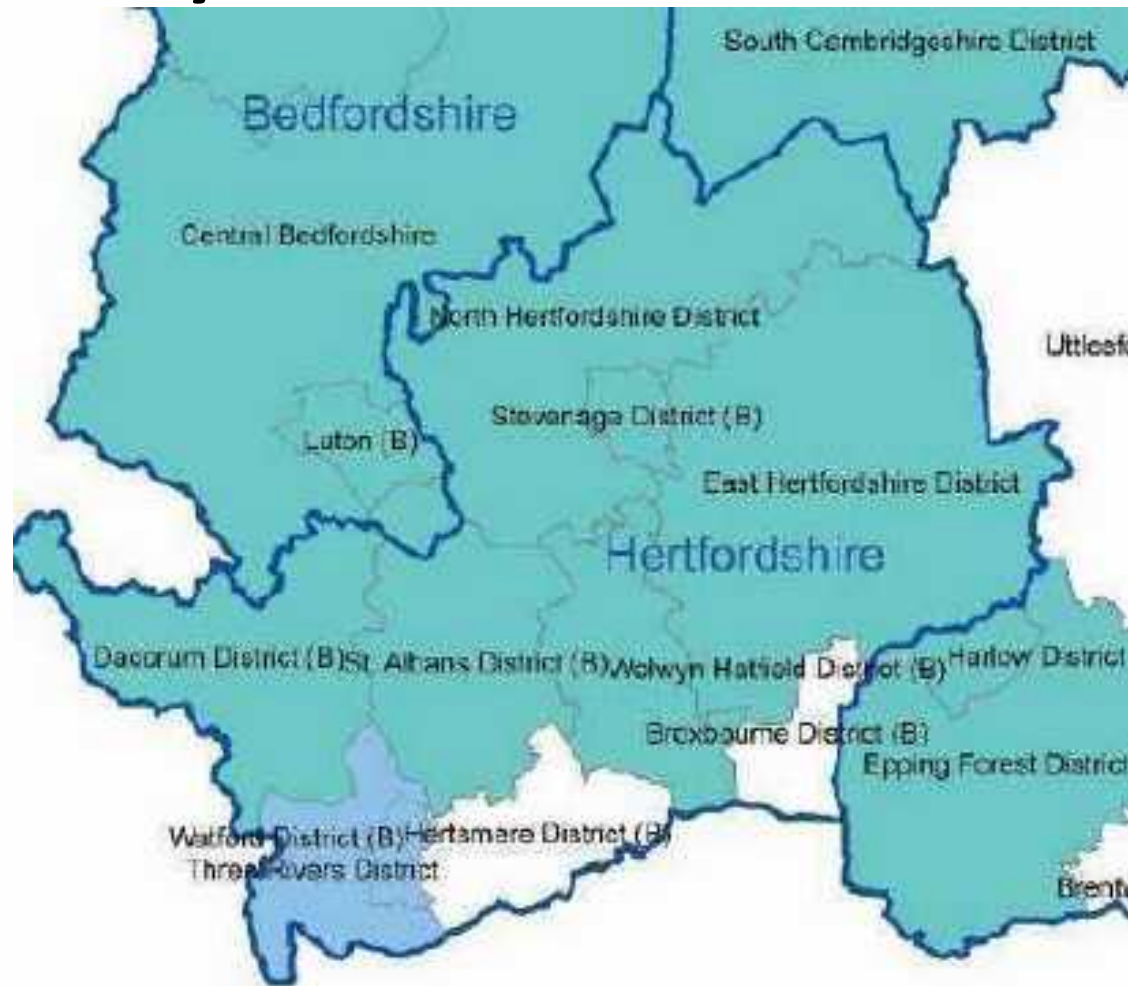 South Cambridgeshire District
Bedfordshire
Central Bedfordshire
North Hertfordshire District
Uttlesf
Stevenage District (B)
Luton (B)
East Hertfordshire District
Hertfordshire
Dacorum District (B)
St. Albans District (B)
Welwyn Hatfield District (B)
Harlow District
Broxbourne District (B)
Epping Forest District
Watford District (B)
Hertsmere District (B)
Three Rivers District
Brent